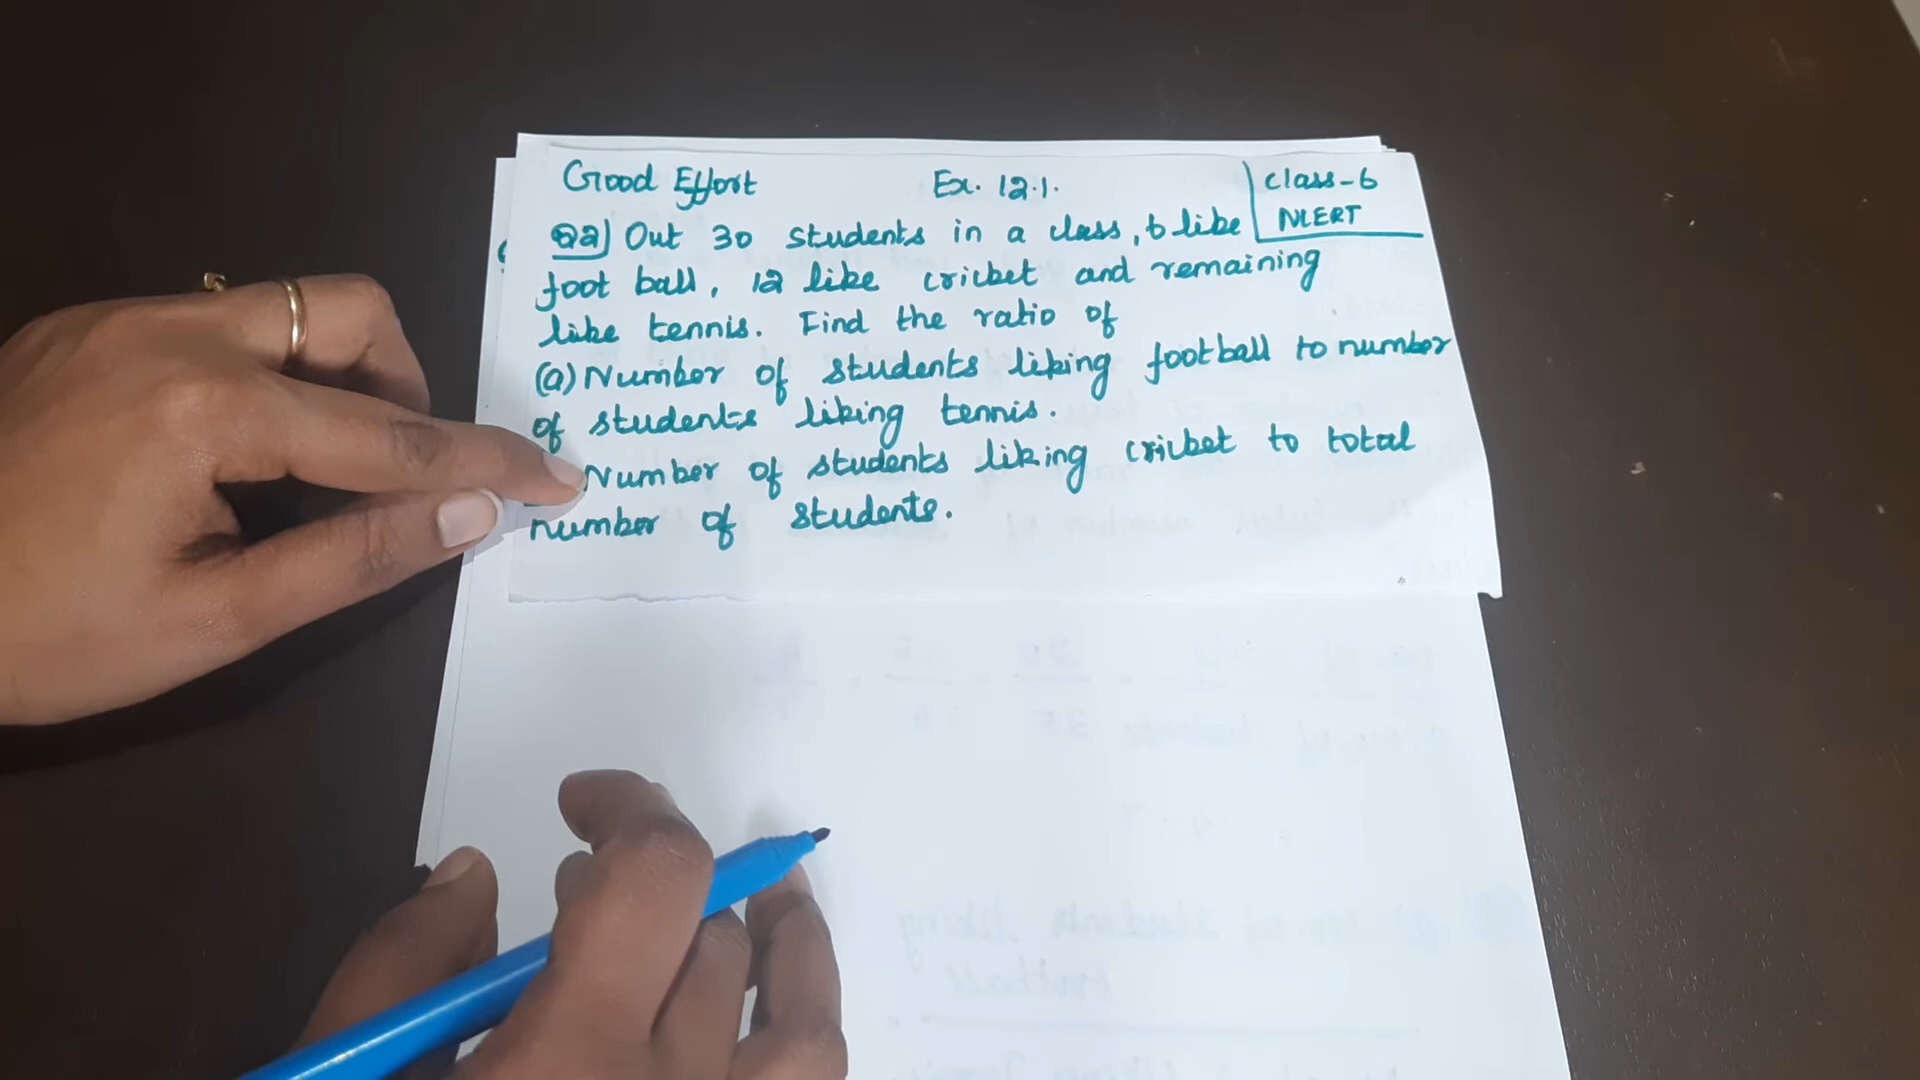 Good Effort
Ex. 12.1.
Class-6
NCERT
Q2) Out 30 students in a class, 6 like
foot ball, 12 like cricket and remaining
like tennis. Find the ratio of
(a) Number of students liking football to number
of students liking tennis.
Number of students liking cricket to total
number of students.